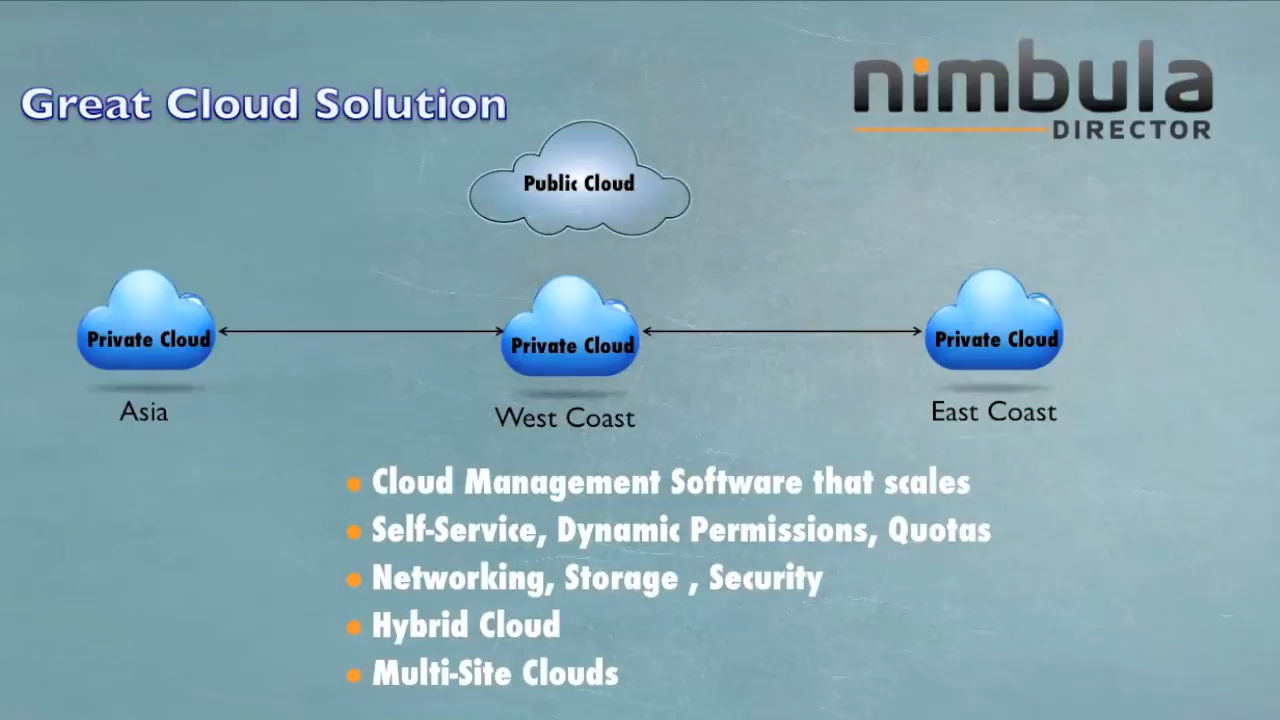 nimbula
DIRECTOR
Great Cloud Solution
Public Cloud
Private Cloud
Private Cloud
Private Cloud
Asia
West Coast
East Coast
Cloud Management Software that scales
Self-Service, Dynamic Permissions, Quotas
Networking, Storage , Security
Hybrid Cloud
Multi-Site Clouds